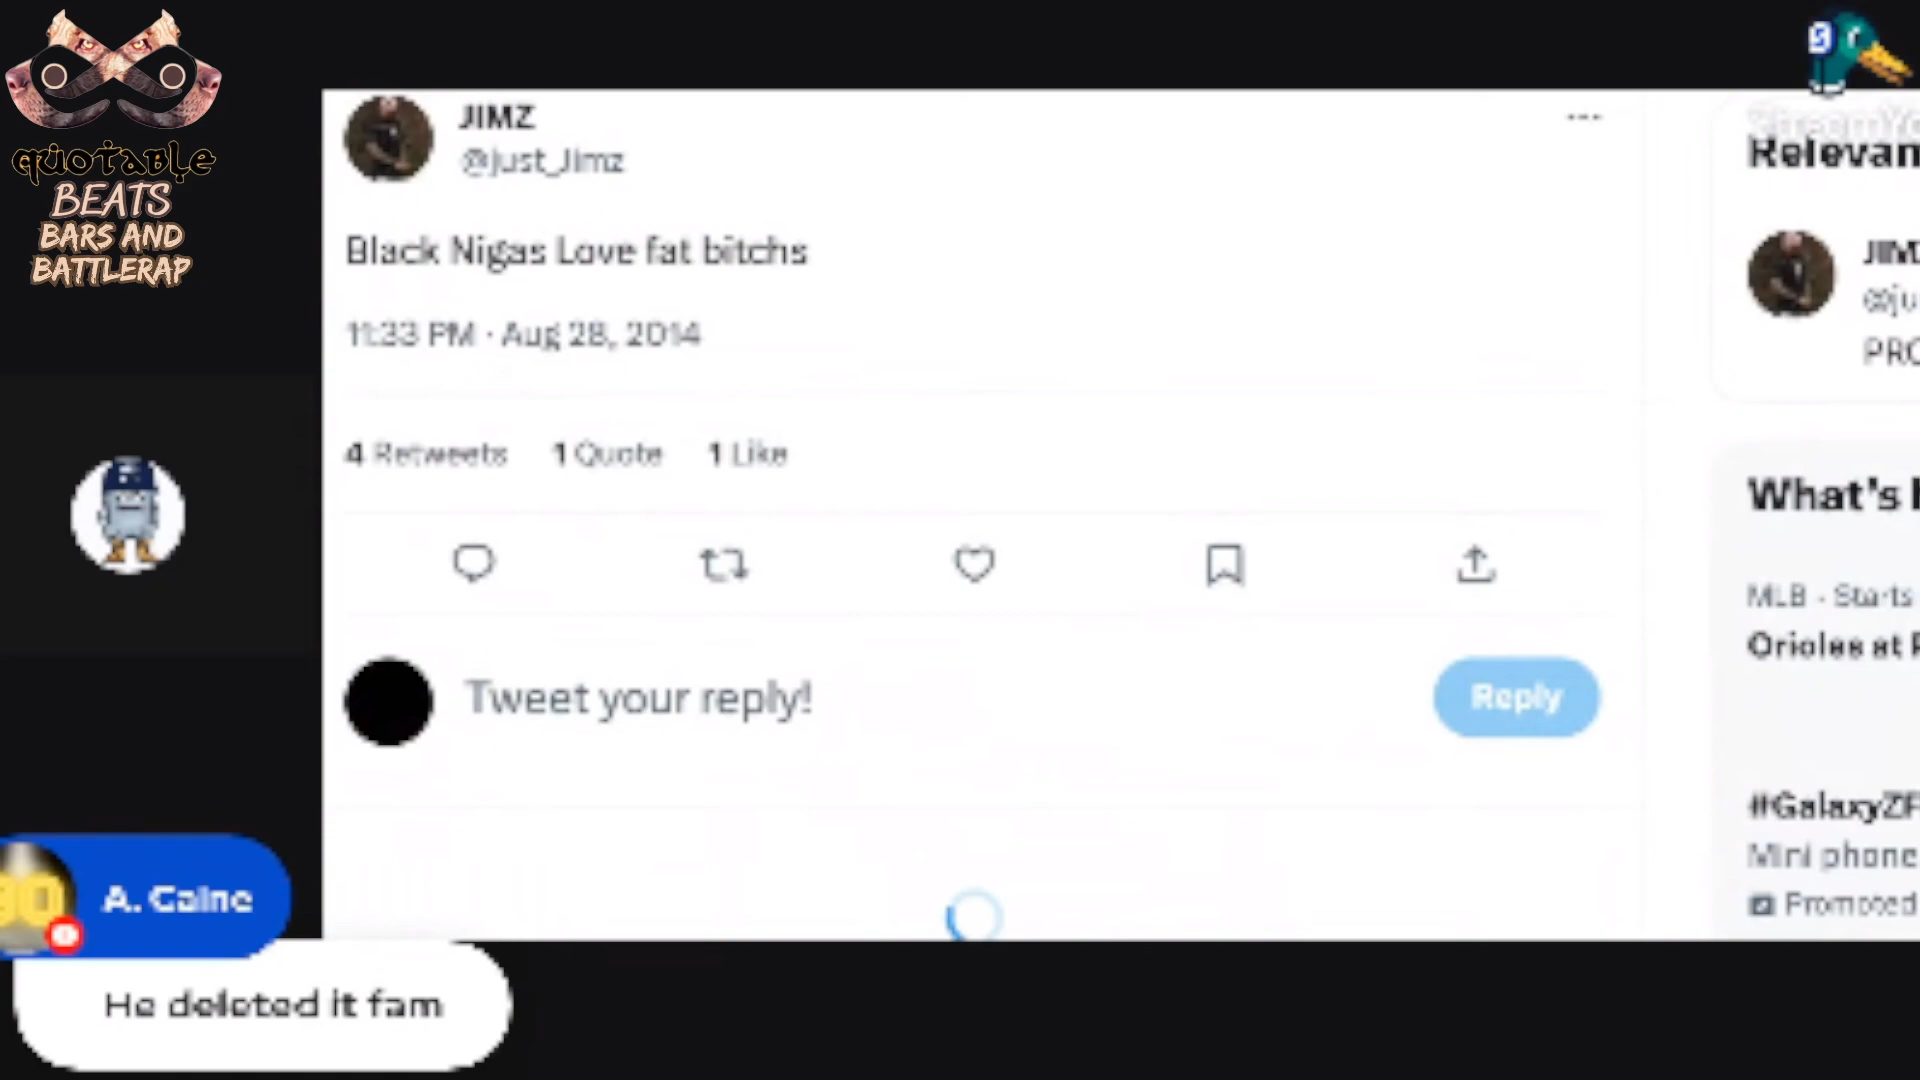 QUOTABLE
BEATS
BARS AND
BATTLERAP
JIMZ
@just_Jimz
Black Nigas Love fat bitchs
11:33 PM · Aug 28, 2014
4 Retweets 1 Quote 1 Like
Tweet your reply!
Reply
Relevan
JIMZ
@ju
PRO
What's h
MLB · Starts
Orioles at P
#GalaxyZF
Mini phone
Promoted
A. Caine
He deleted it fam